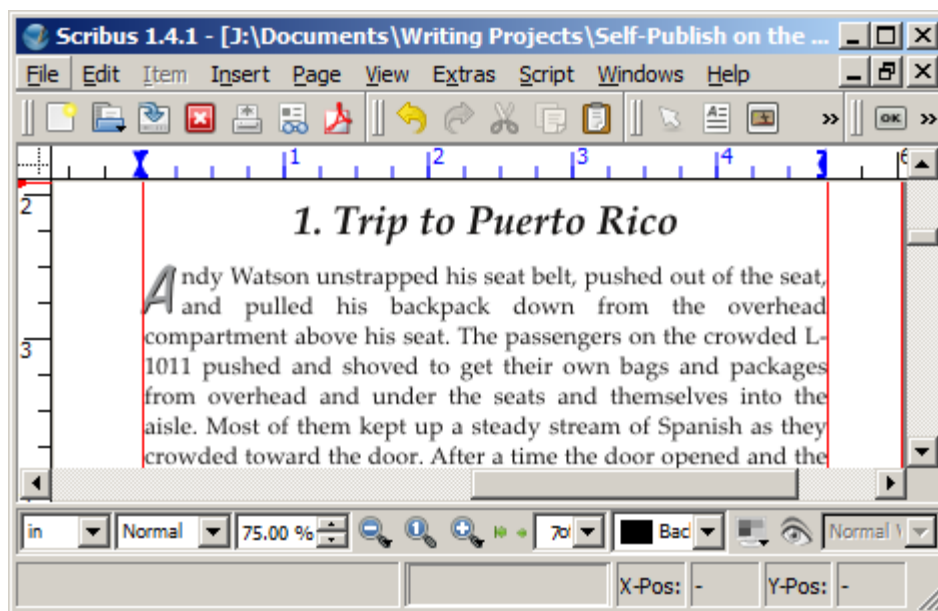 Scribus 1.4.1 - [J:\Documents\Writing Projects\Self-Publish on the ...
File Edit Item Insert Page View Extras Script Windows Help
OK
1 2 3 4
2
1. Trip to Puerto Rico
Andy Watson unstrapped his seat belt, pushed out of the seat,
and pulled his backpack down from the overhead
compartment above his seat. The passengers on the crowded L-
3
1011 pushed and shoved to get their own bags and packages
from overhead and under the seats and themselves into the
aisle. Most of them kept up a steady stream of Spanish as they
crowded toward the door. After a time the door opened and the
in Normal 75.00 % 1 Normal
X-Pos: - Y-Pos: -